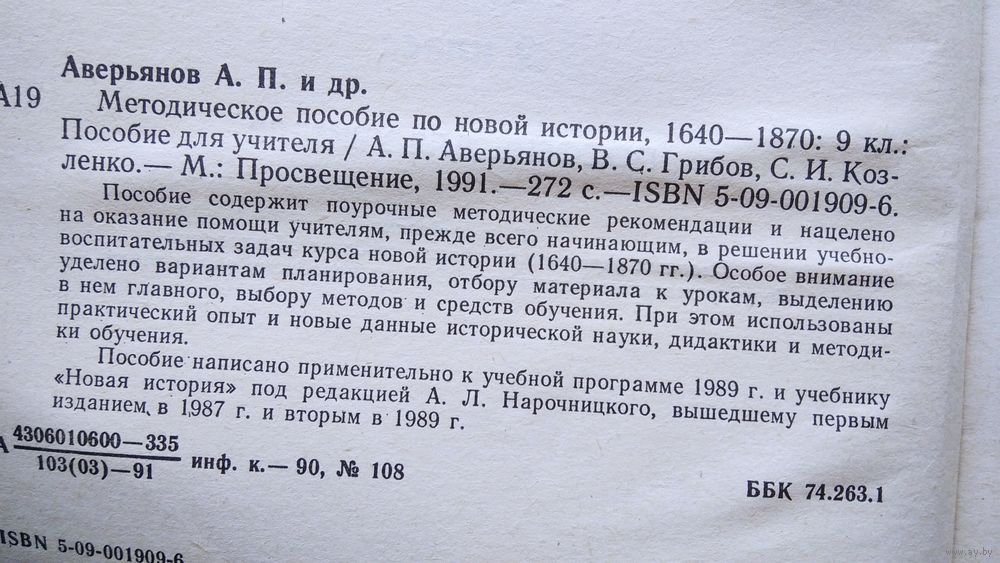 Аверьянов А. П. и др.
А19
Методическое пособие по новой истории, 1640—1870: 9 кл.:
Пособие для учителя / А. П. Аверьянов, В. С. Грибов, С. И. Коз-
ленко.— М.: Просвещение, 1991.—272 с.—ISBN 5-09-001909-6.
Пособие содержит поурочные методические рекомендации и нацелено
на оказание помощи учителям, прежде всего начинающим, в решении учебно-
воспитательных задач курса новой истории (1640—1870 гг.). Особое внимание
уделено вариантам планирования, отбору материала к урокам, выделению
в нем главного, выбору методов и средств обучения. При этом использованы
практический опыт и новые данные исторической науки, дидактики и методи-
ки обучения.
Пособие написано применительно к учебной программе 1989 г. и учебнику
«Новая история» под редакцией А. Л. Нарочницкого, вышедшему первым
изданием в 1987 г. и вторым в 1989 г.
А 4306010600—335
103(03)—91
инф. к.— 90, № 108
ББК 74.263.1
ISBN 5-09-001909-6
www.ay.by